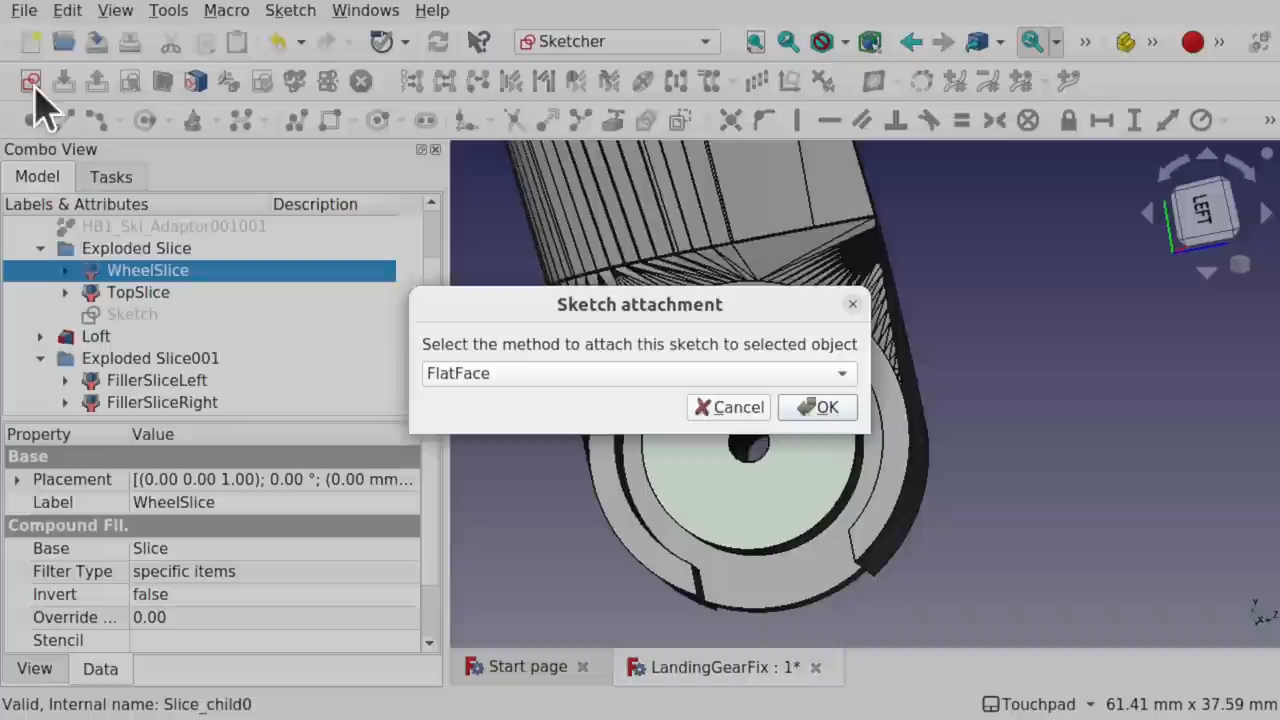 File Edit View Tools Macro Sketch Windows Help
Sketcher
Combo View
Model Tasks
Labels & Attributes Description
HB1_Ski_Adaptor001001
Exploded Slice
WheelSlice
TopSlice
Sketch
Loft
Exploded Slice001
FillerSliceLeft
FillerSliceRight
Property Value
Base
Placement [(0.00 0.00 1.00); 0.00 °; (0.00 mm...
Label WheelSlice
Compound Fil.
Base Slice
Filter Type specific items
Invert false
Override ... 0.00
Stencil
View Data
LEFT
Sketch attachment
Select the method to attach this sketch to selected object
FlatFace
Cancel OK
Start page LandingGearFix : 1*
Valid, Internal name: Slice_child0 Touchpad 61.41 mm x 37.59 mm